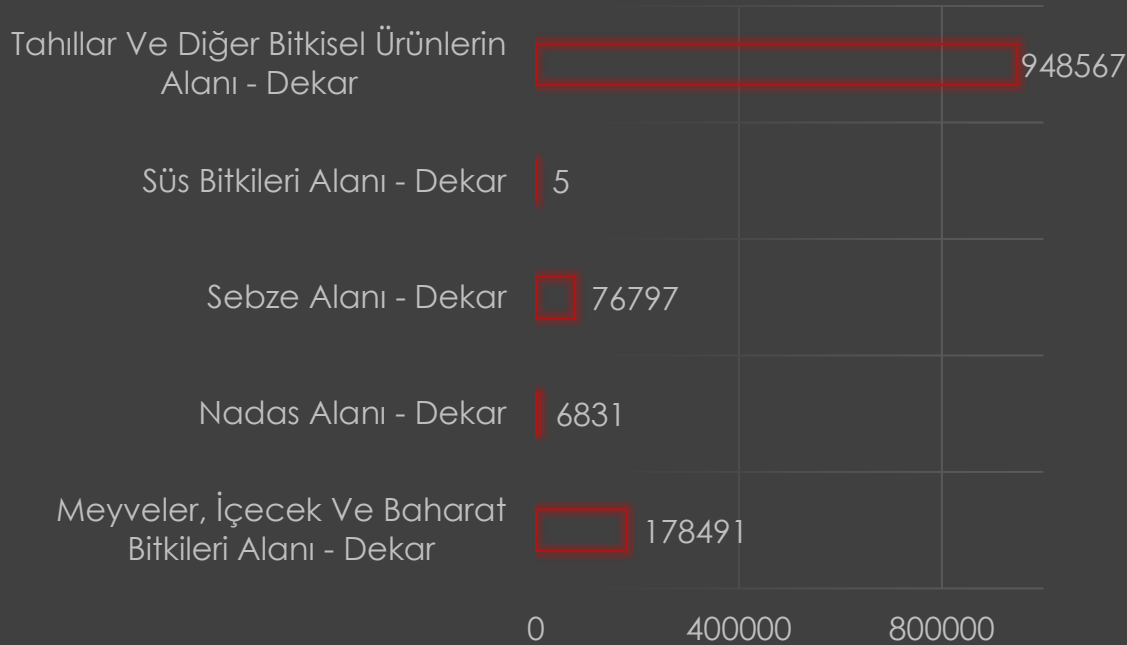 Tahıllar Ve Diğer Bitkisel Ürünlerin
Alanı - Dekar
948567
Süs Bitkileri Alanı - Dekar
5
Sebze Alanı - Dekar
76797
Nadas Alanı - Dekar
6831
Meyveler, İçecek Ve Baharat
Bitkileri Alanı - Dekar
178491
0 400000 800000